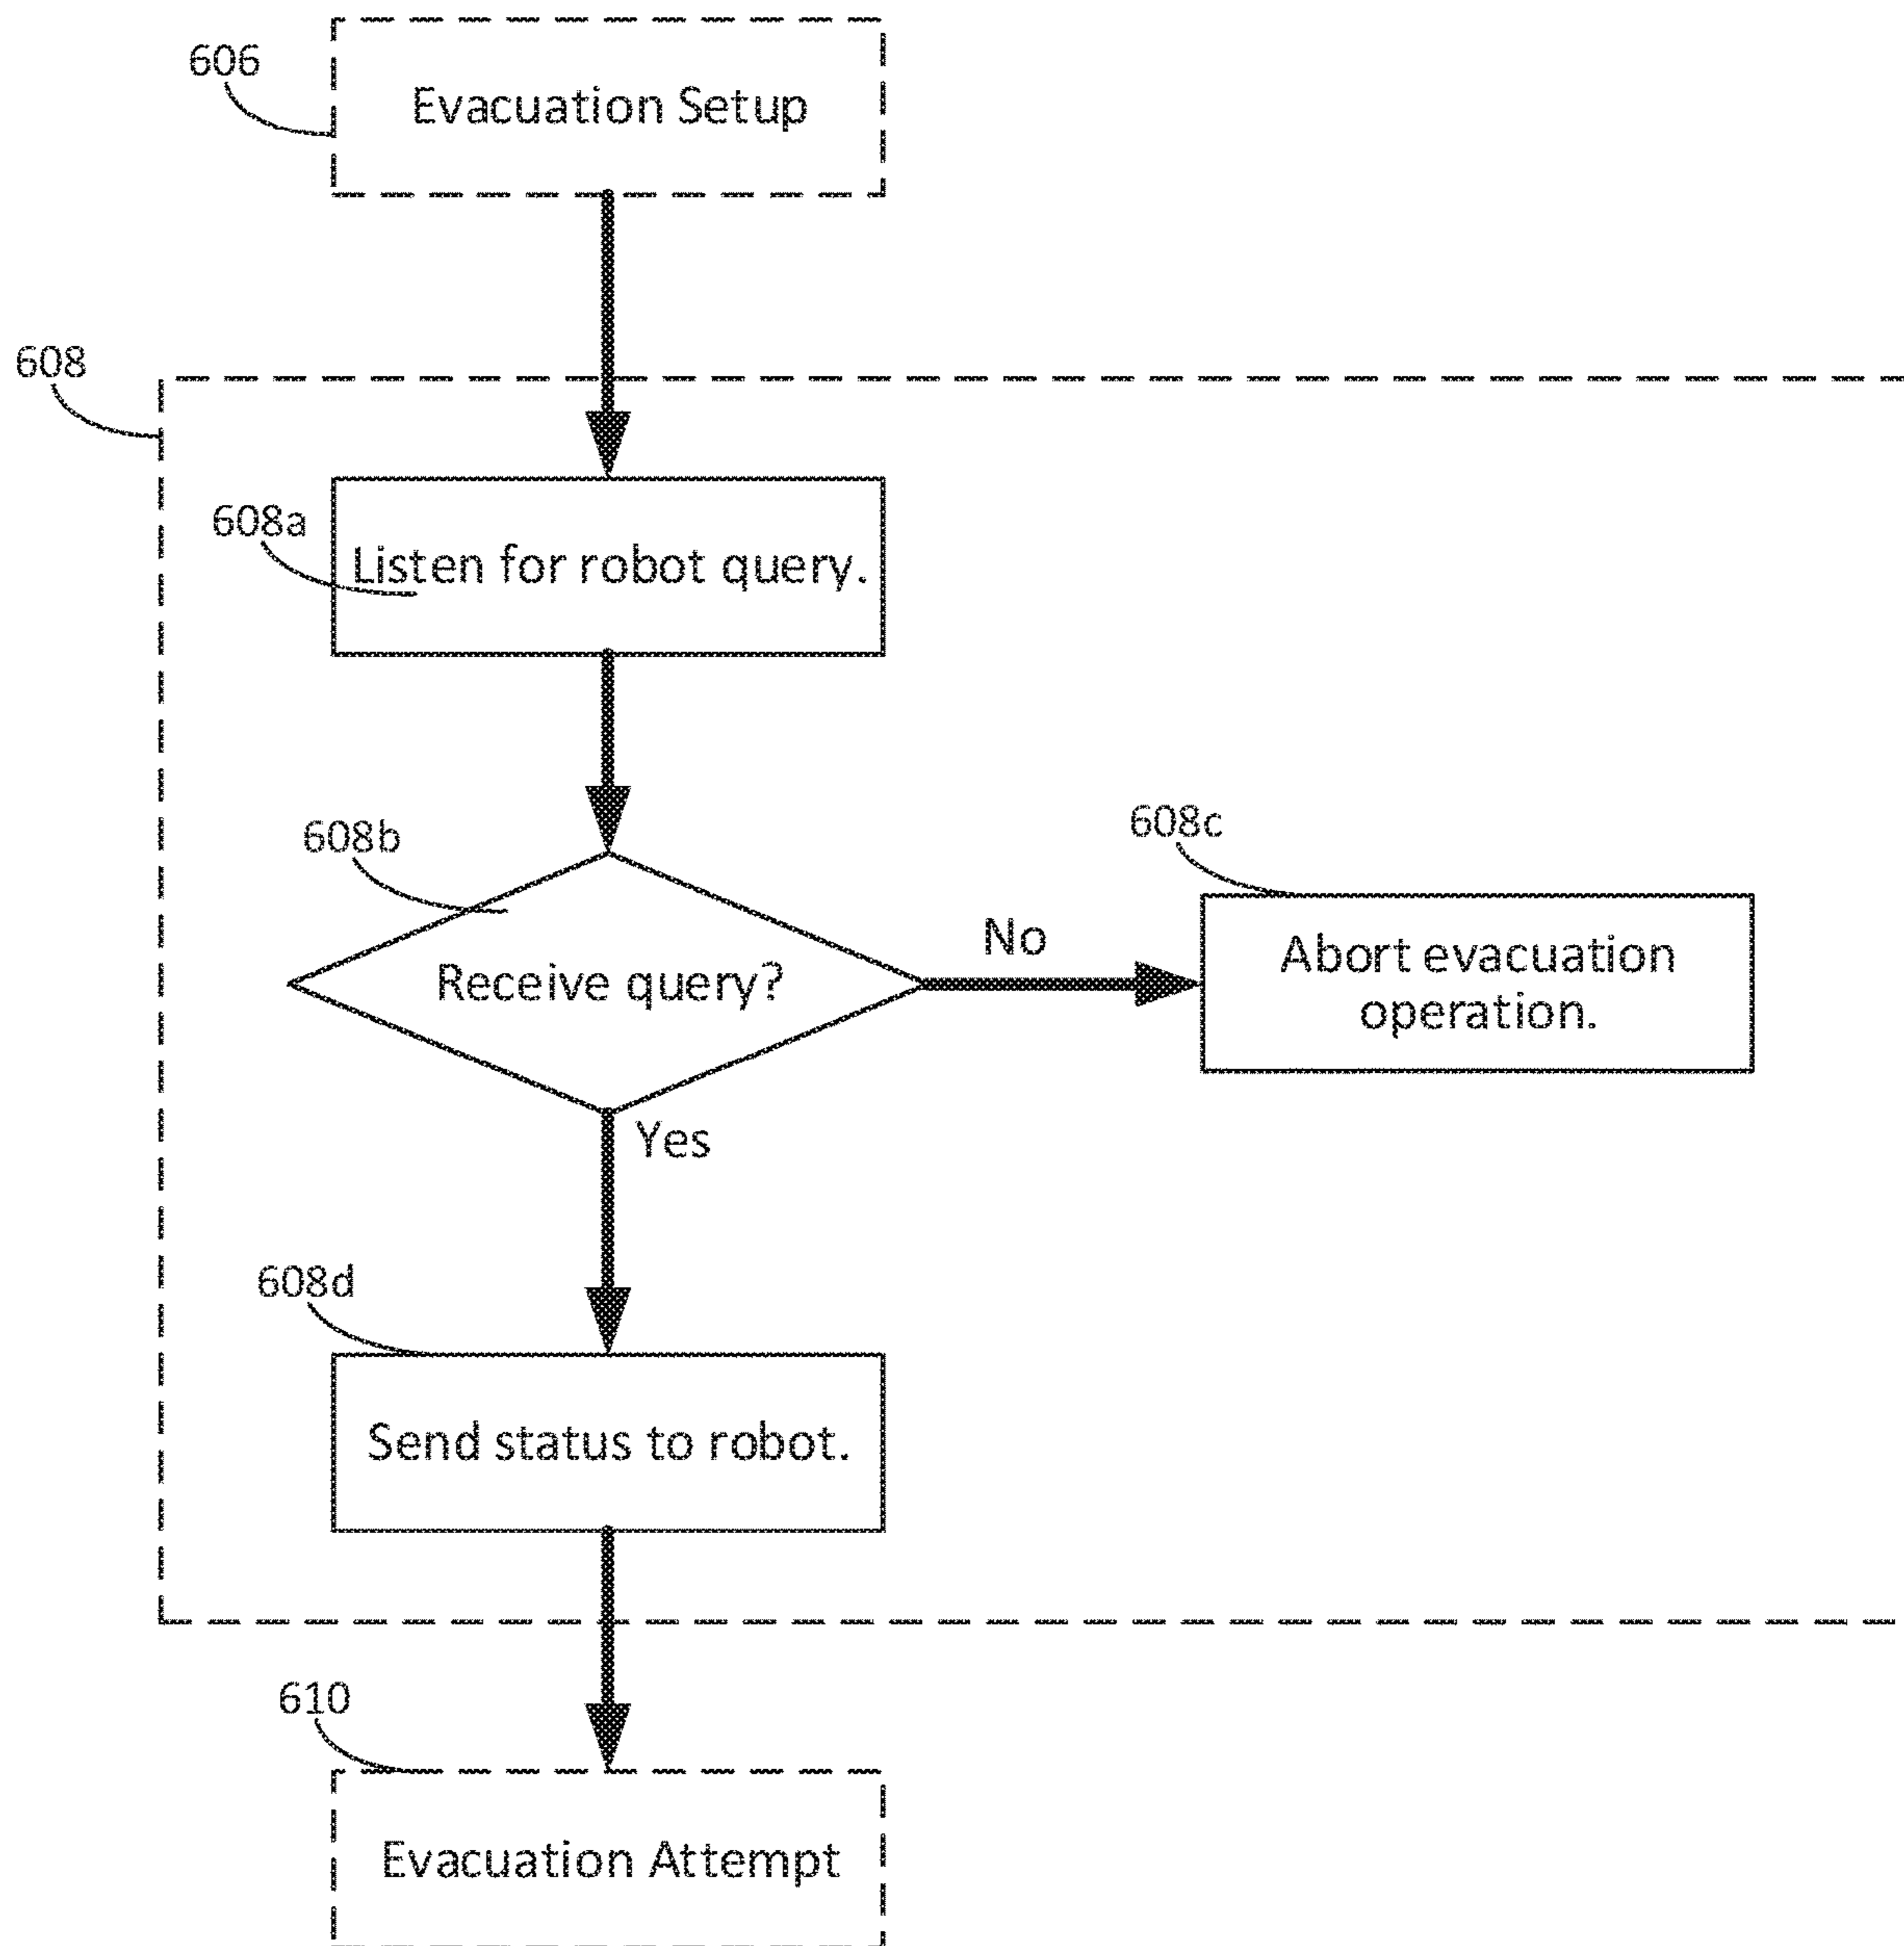 606
Evacuation Setup
608
608a
Listen for robot query.
608b
Receive query?
No
608c
Abort evacuation
operation.
Yes
608d
Send status to robot.
610
Evacuation Attempt